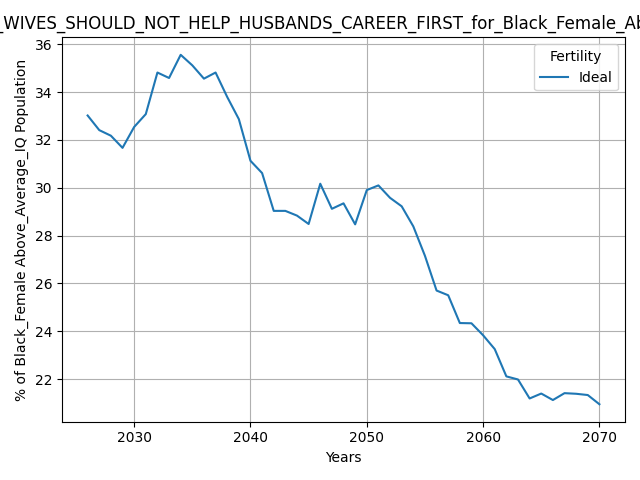 _WIVES_SHOULD_NOT_HELP_HUSBANDS_CAREER_FIRST_for_Black_Female_Ab
Fertility
Ideal
% of Black_Female Above_Average_IQ Population
36
34
32
30
28
26
24
22
2030 2040 2050 2060 2070
Years